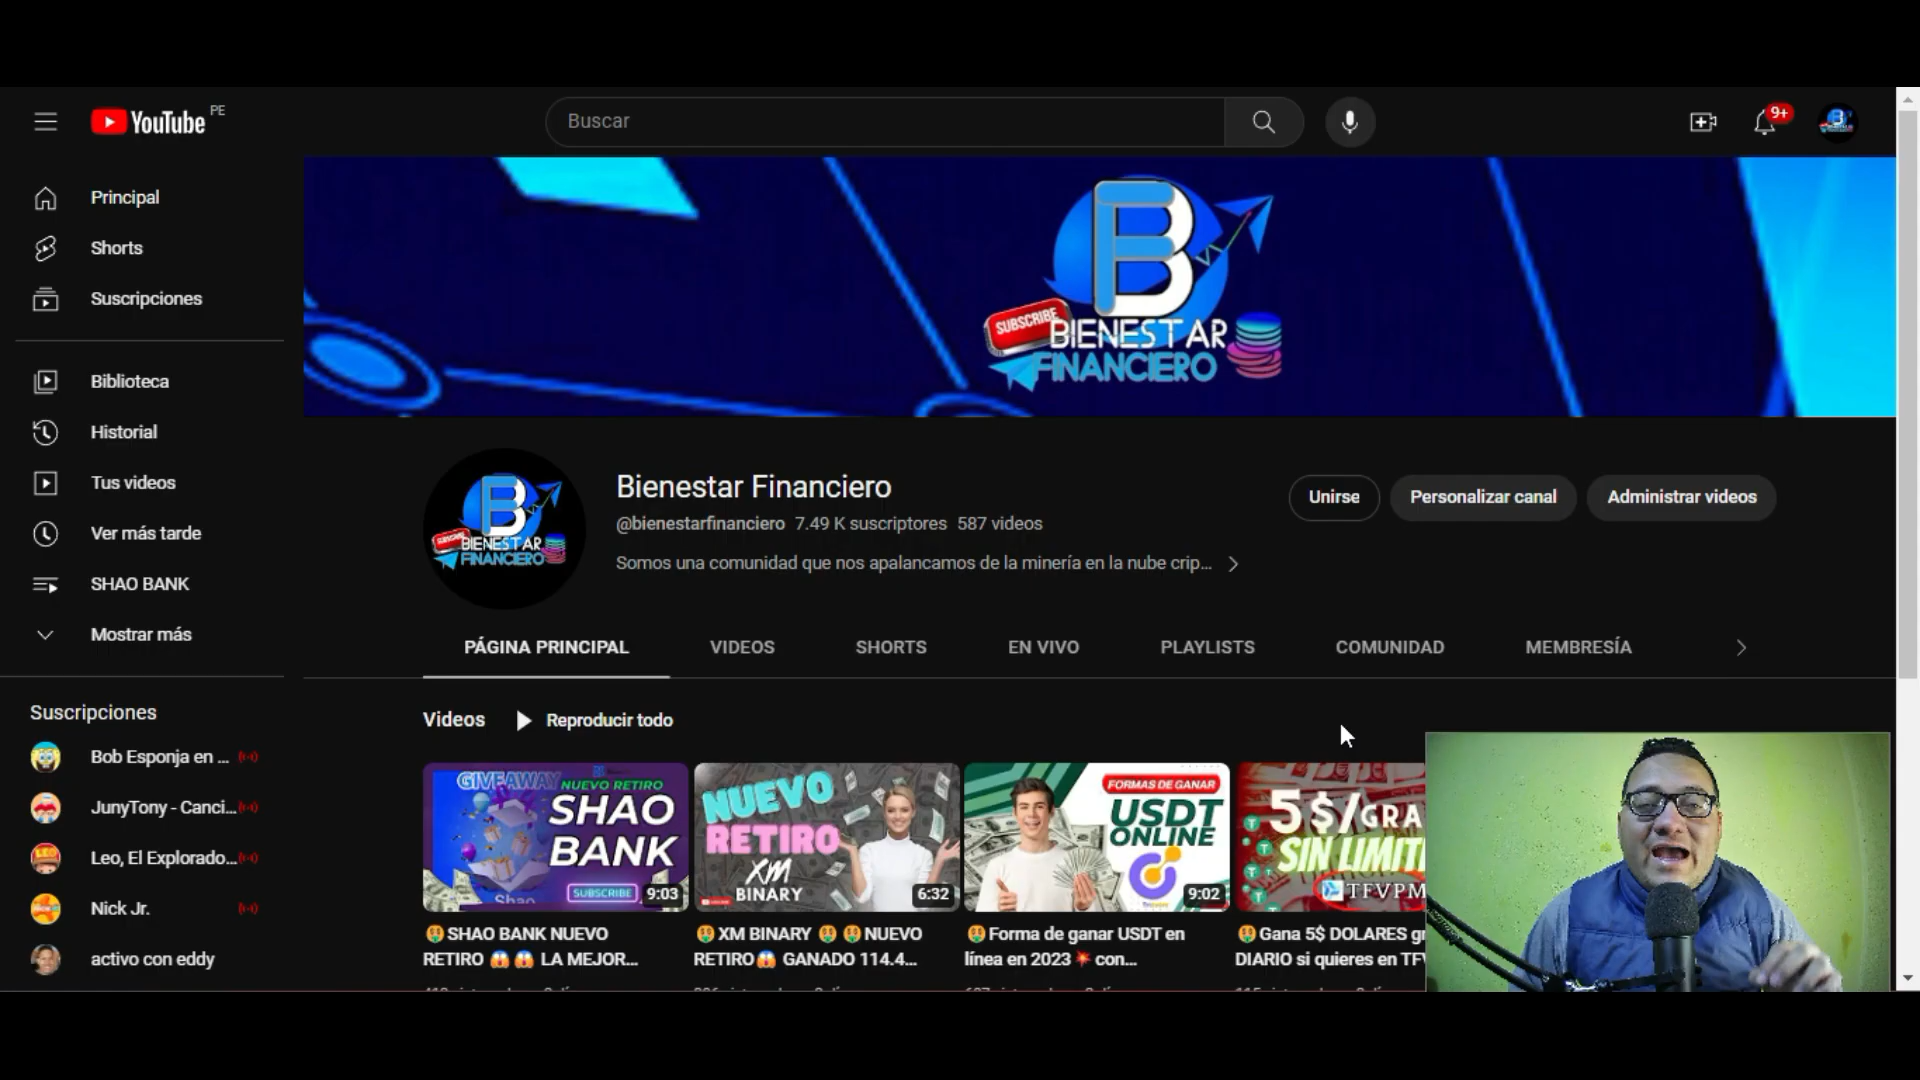 YouTube PE
Buscar
9+
Principal
Shorts
Suscripciones
Biblioteca
Historial
Tus videos
Ver más tarde
SHAO BANK
Mostrar más
Suscripciones
Bob Esponja en ...
JunyTony - Canci...
Leo, El Explorado...
Nick Jr.
activo con eddy
B
SUBSCRIBE
BIENESTAR
FINANCIERO
B
BIENESTAR
FINANCIERO
Bienestar Financiero
@bienestarfinanciero 7.49 K suscriptores 587 videos
Somos una comunidad que nos apalancamos de la minería en la nube crip...
Unirse
Personalizar canal
Administrar videos
PÁGINA PRINCIPAL
VIDEOS
SHORTS
EN VIVO
PLAYLISTS
COMUNIDAD
MEMBRESÍA
Videos
Reproducir todo
GIVEAWAY NUEVO RETIRO
SHAO
BANK
SUBSCRIBE
Shao
9:03
NUEVO
RETIRO
XM
BINARY
6:32
FORMAS DE GANAR
USDT
ONLINE
9:02
5$/GRA
SIN LIMIT
TFVPM
🤑SHAO BANK NUEVO
RETIRO 😱 😱 LA MEJOR...
🤑XM BINARY 🤑 🤑NUEVO
RETIRO😱 GANADO 114.4...
🤑Forma de ganar USDT en
línea en 2023 💥 con...
🤑Gana 5$ DOLARES gr
DIARIO si quieres en TF